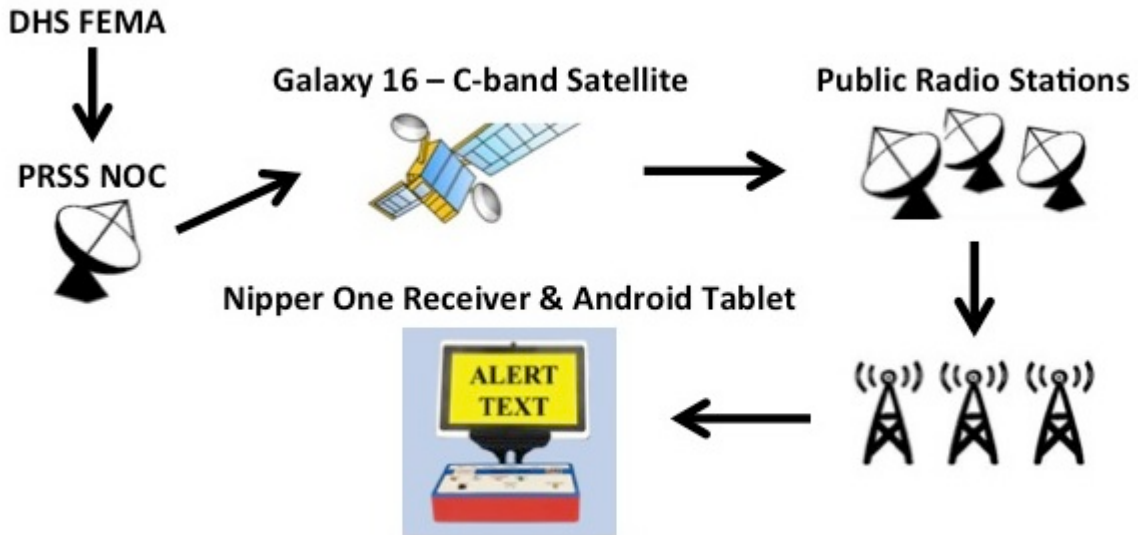 DHS FEMA
Galaxy 16 – C-band Satellite
Public Radio Stations
PRSS NOC
Nipper One Receiver & Android Tablet
ALERT
TEXT